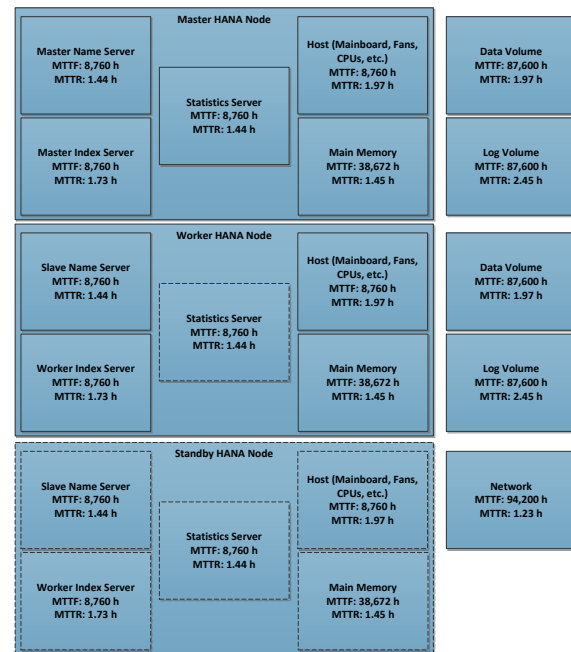 Master HANA Node
Master Name Server
MTTF: 8,760 h
MTTR: 1.44 h
Statistics Server
MTTF: 8,760 h
MTTR: 1.44 h
Host (Mainboard, Fans,
CPUs, etc.)
MTTF: 8,760 h
MTTR: 1.97 h
Data Volume
MTTF: 87,600 h
MTTR: 1.97 h
Master Index Server
MTTF: 8,760 h
MTTR: 1.73 h
Main Memory
MTTF: 38,672 h
MTTR: 1.45 h
Log Volume
MTTF: 87,600 h
MTTR: 2.45 h
Worker HANA Node
Slave Name Server
MTTF: 8,760 h
MTTR: 1.44 h
Statistics Server
MTTF: 8,760 h
MTTR: 1.44 h
Host (Mainboard, Fans,
CPUs, etc.)
MTTF: 8,760 h
MTTR: 1.97 h
Data Volume
MTTF: 87,600 h
MTTR: 1.97 h
Worker Index Server
MTTF: 8,760 h
MTTR: 1.73 h
Main Memory
MTTF: 38,672 h
MTTR: 1.45 h
Log Volume
MTTF: 87,600 h
MTTR: 2.45 h
Standby HANA Node
Slave Name Server
MTTF: 8,760 h
MTTR: 1.44 h
Statistics Server
MTTF: 8,760 h
MTTR: 1.44 h
Host (Mainboard, Fans,
CPUs, etc.)
MTTF: 8,760 h
MTTR: 1.97 h
Network
MTTF: 94,200 h
MTTR: 1.23 h
Worker Index Server
MTTF: 8,760 h
MTTR: 1.73 h
Main Memory
MTTF: 38,672 h
MTTR: 1.45 h